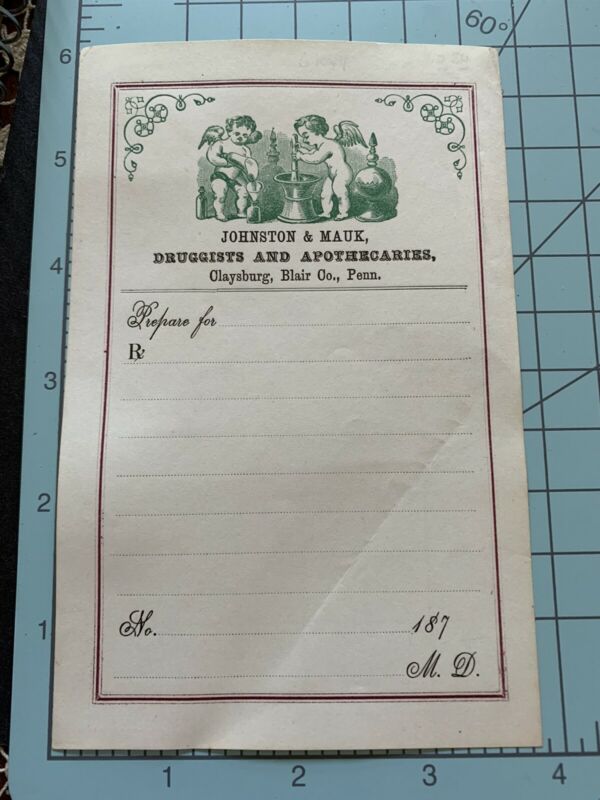 60°
6
5
4
3
2
1
JOHNSTON & MAUK,
DRUGGISTS AND APOTHECARIES,
Claysburg, Blair Co., Penn.
Prepare for
℞
No. 187
M. D.
1 2 3 4